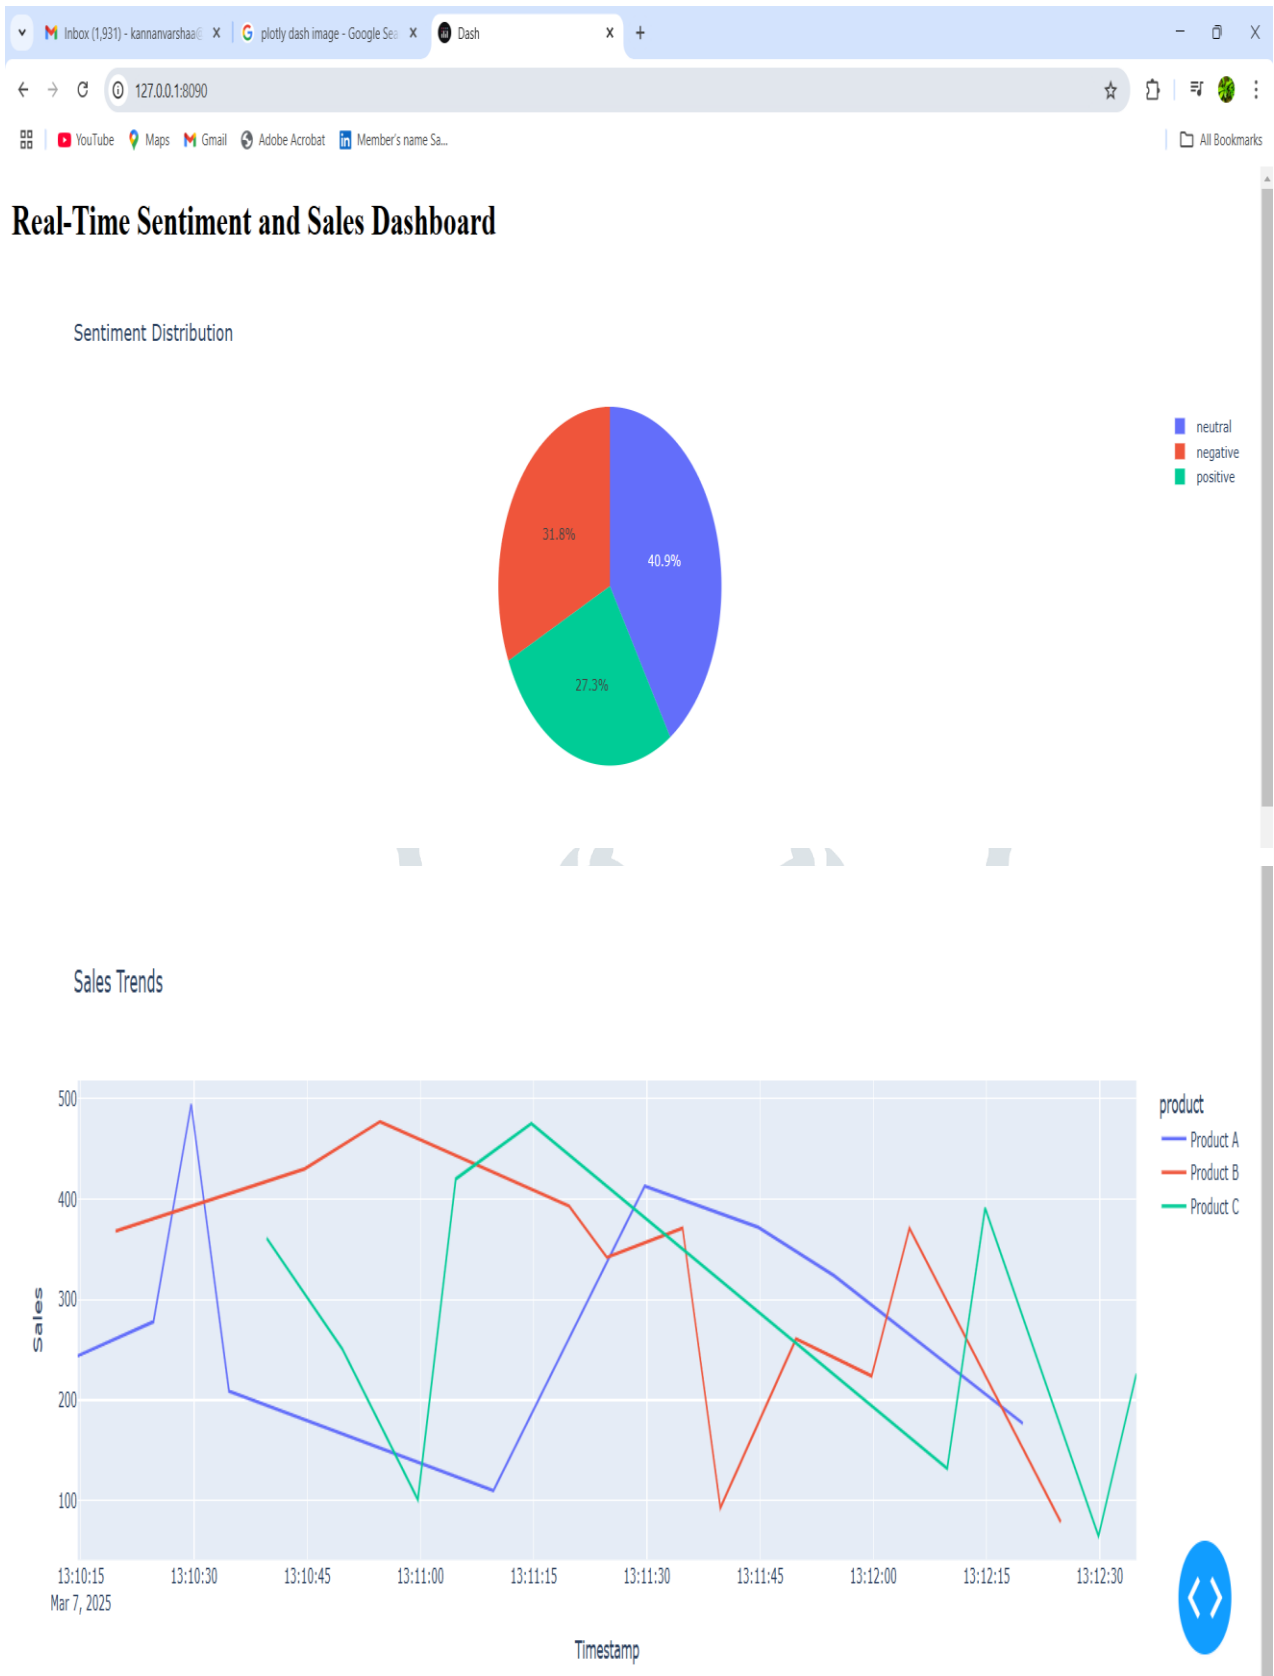 Inbox (1,931) - kannanvarshaa@ plotly dash image - Google Sea Dash
127.0.0.1:8090
YouTube Maps Gmail Adobe Acrobat Member's name Sa... All Bookmarks
Real-Time Sentiment and Sales Dashboard
Sentiment Distribution
neutral
negative
positive
31.8%
40.9%
27.3%
Sales Trends
product
Product A
Product B
Product C
Sales
500
400
300
200
100
13:10:15 13:10:30 13:10:45 13:11:00 13:11:15 13:11:30 13:11:45 13:12:00 13:12:15 13:12:30
Mar 7, 2025
Timestamp